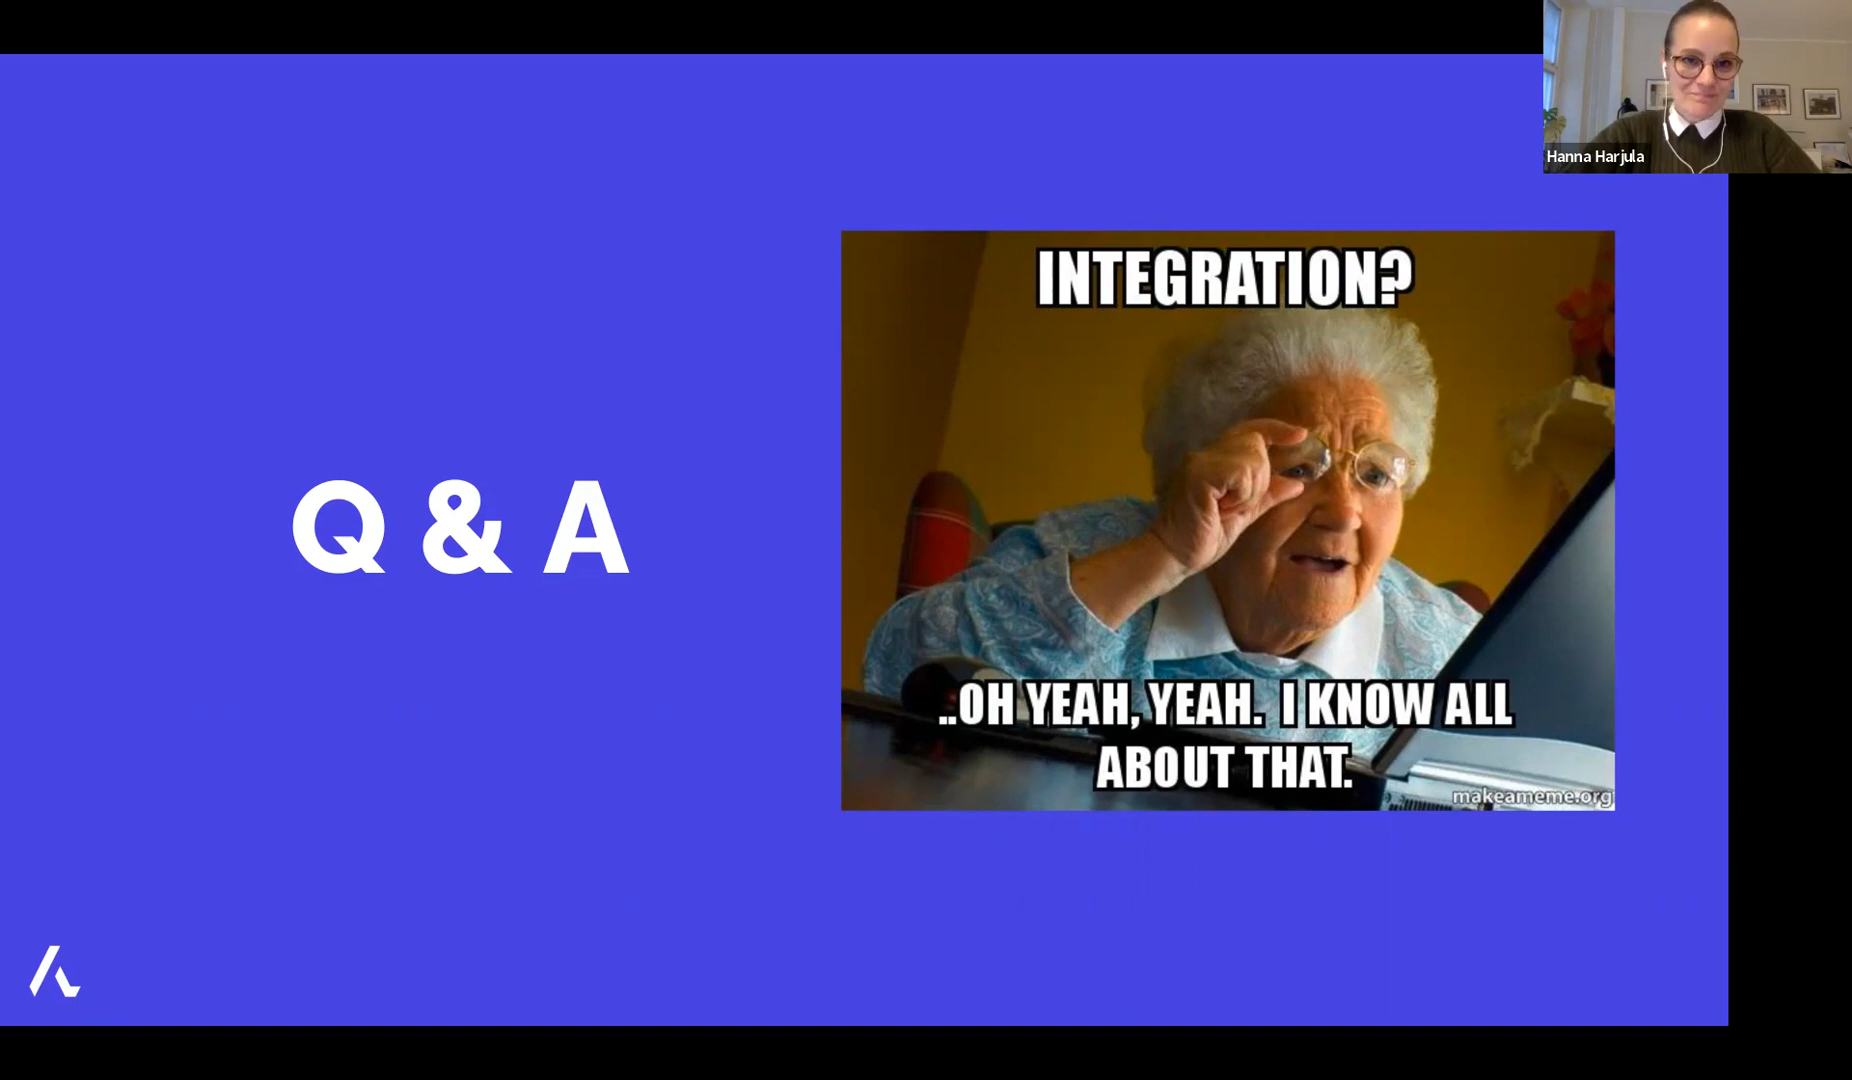 Hanna Harjula
Q & A
INTEGRATION?
..OH YEAH, YEAH. I KNOW ALL
ABOUT THAT.
makeameme.org